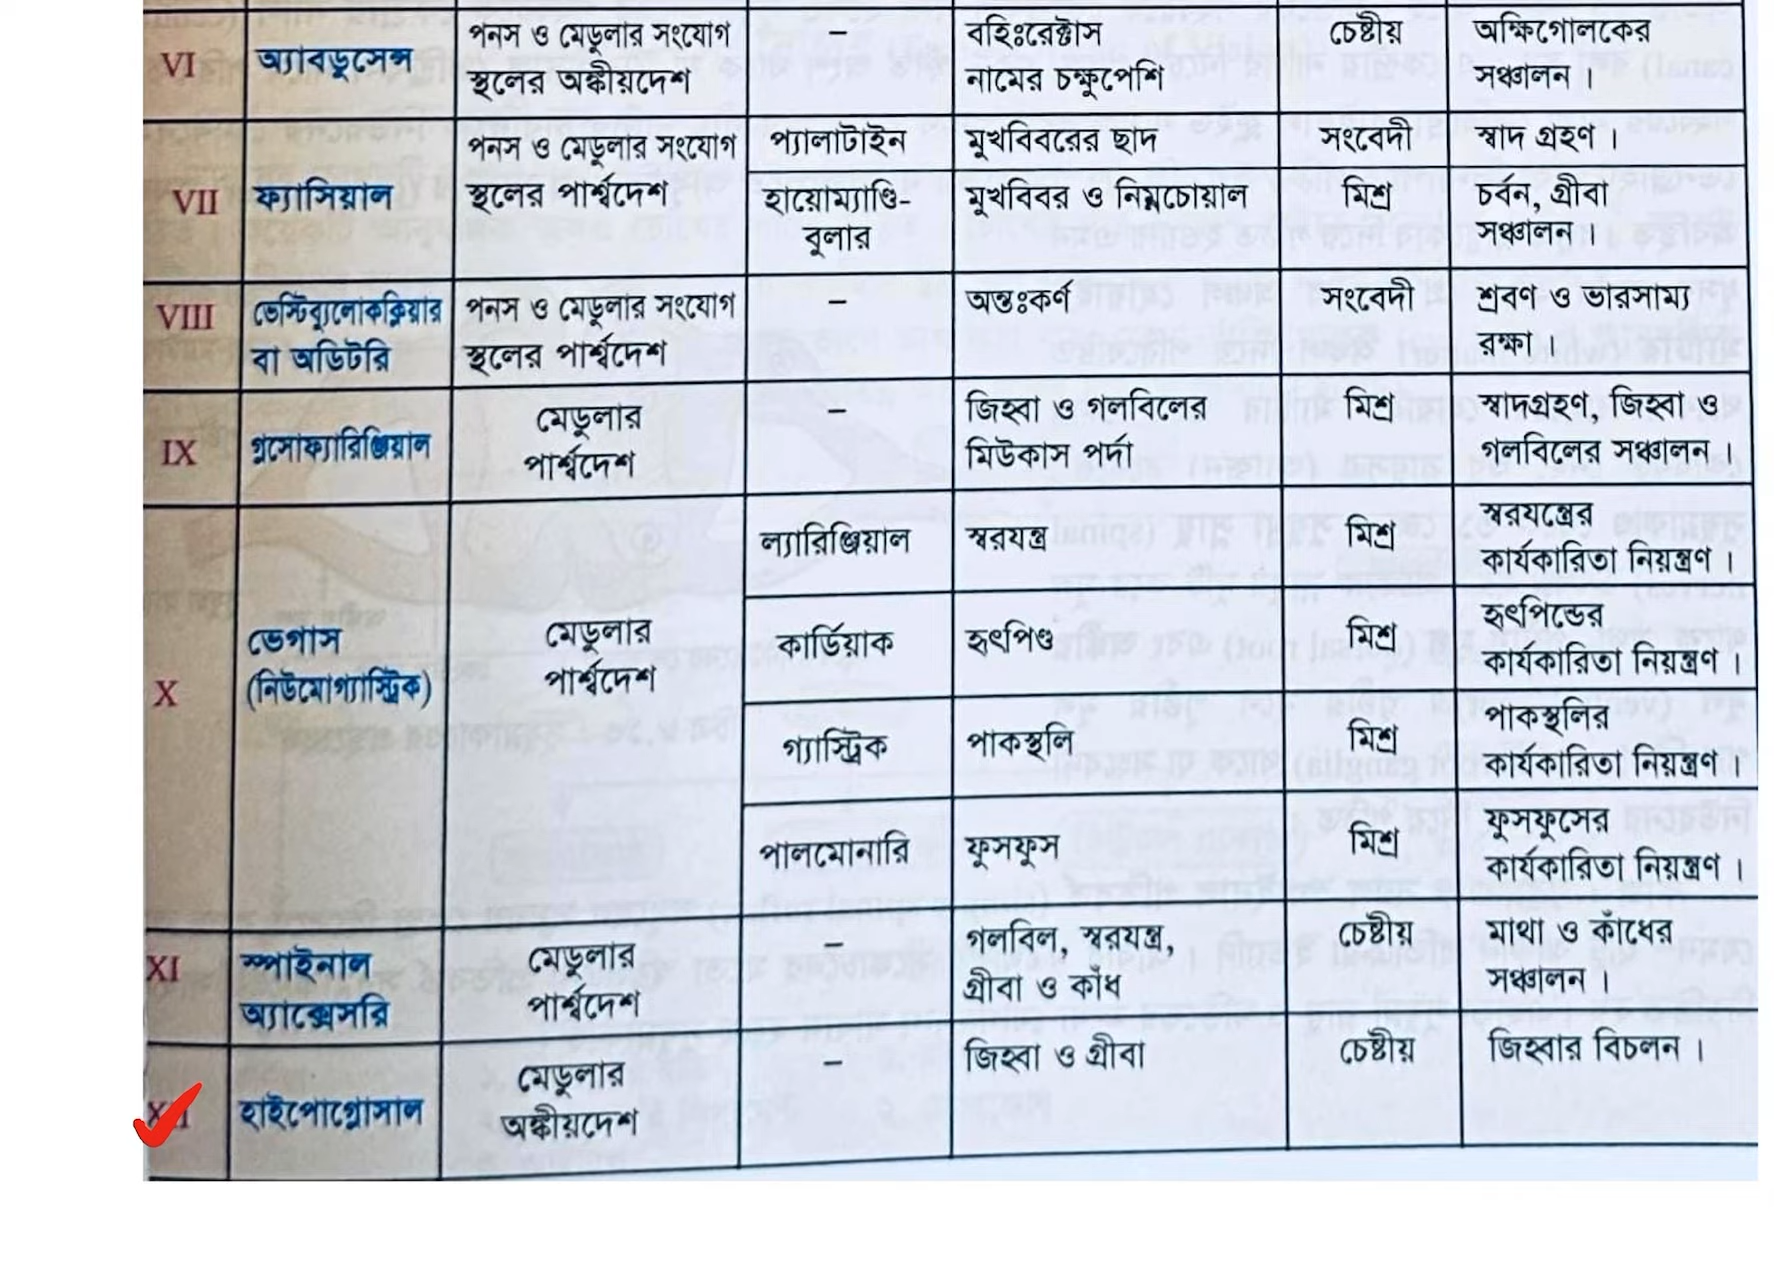 VI
অ্যাবডুসেন্স
পনস ও মেডুলার সংযোগ
স্থলের অঙ্কীয়দেশ
–
বহিঃরেক্টাস
নামের চক্ষুপেশি
চেষ্টীয়
অক্ষিগোলকের
সঞ্চালন।
VII
ফ্যাসিয়াল
পনস ও মেডুলার সংযোগ
স্থলের পার্শ্বদেশ
প্যালাটাইন
মুখবিবরের ছাদ
সংবেদী
স্বাদ গ্রহণ।
হায়োম্যাণ্ডি-
বুলার
মুখবিবর ও নিম্নচোয়াল
মিশ্র
চর্বন, গ্রীবা
সঞ্চালন।
VIII
ভেস্টিব্যুলোকক্লিয়ার
বা অডিটরি
পনস ও মেডুলার সংযোগ
স্থলের পার্শ্বদেশ
–
অন্তঃকর্ণ
সংবেদী
শ্রবণ ও ভারসাম্য
রক্ষা।
IX
গ্লসোফ্যারিঞ্জিয়াল
মেডুলার
পার্শ্বদেশ
–
জিহ্বা ও গলবিলের
মিউকাস পর্দা
মিশ্র
স্বাদগ্রহণ, জিহ্বা ও
গলবিলের সঞ্চালন।
X
ভেগাস
(নিউমোগ্যাস্ট্রিক)
মেডুলার
পার্শ্বদেশ
ল্যারিঞ্জিয়াল
স্বরযন্ত্র
মিশ্র
স্বরযন্ত্রের
কার্যকারিতা নিয়ন্ত্রণ।
কার্ডিয়াক
হৃৎপিণ্ড
মিশ্র
হৃৎপিন্ডের
কার্যকারিতা নিয়ন্ত্রণ।
গ্যাস্ট্রিক
পাকস্থলি
মিশ্র
পাকস্থলির
কার্যকারিতা নিয়ন্ত্রণ।
পালমোনারি
ফুসফুস
মিশ্র
ফুসফুসের
কার্যকারিতা নিয়ন্ত্রণ।
XI
স্পাইনাল
অ্যাক্সেসরি
মেডুলার
পার্শ্বদেশ
–
গলবিল, স্বরযন্ত্র,
গ্রীবা ও কাঁধ
চেষ্টীয়
মাথা ও কাঁধের
সঞ্চালন।
XII
হাইপোগ্লোসাল
মেডুলার
অঙ্কীয়দেশ
–
জিহ্বা ও গ্রীবা
চেষ্টীয়
জিহ্বার বিচলন।